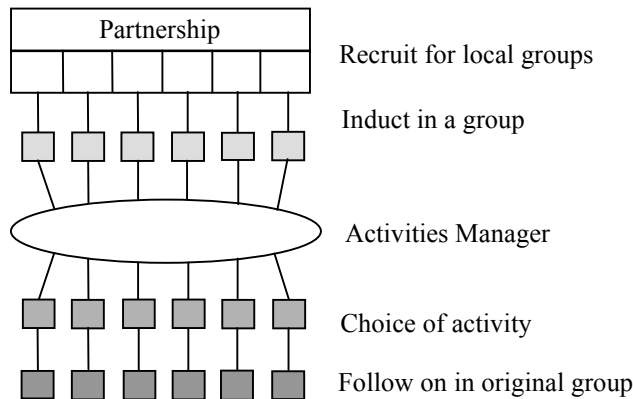 Partnership
Recruit for local groups
Induct in a group
Activities Manager
Choice of activity
Follow on in original group